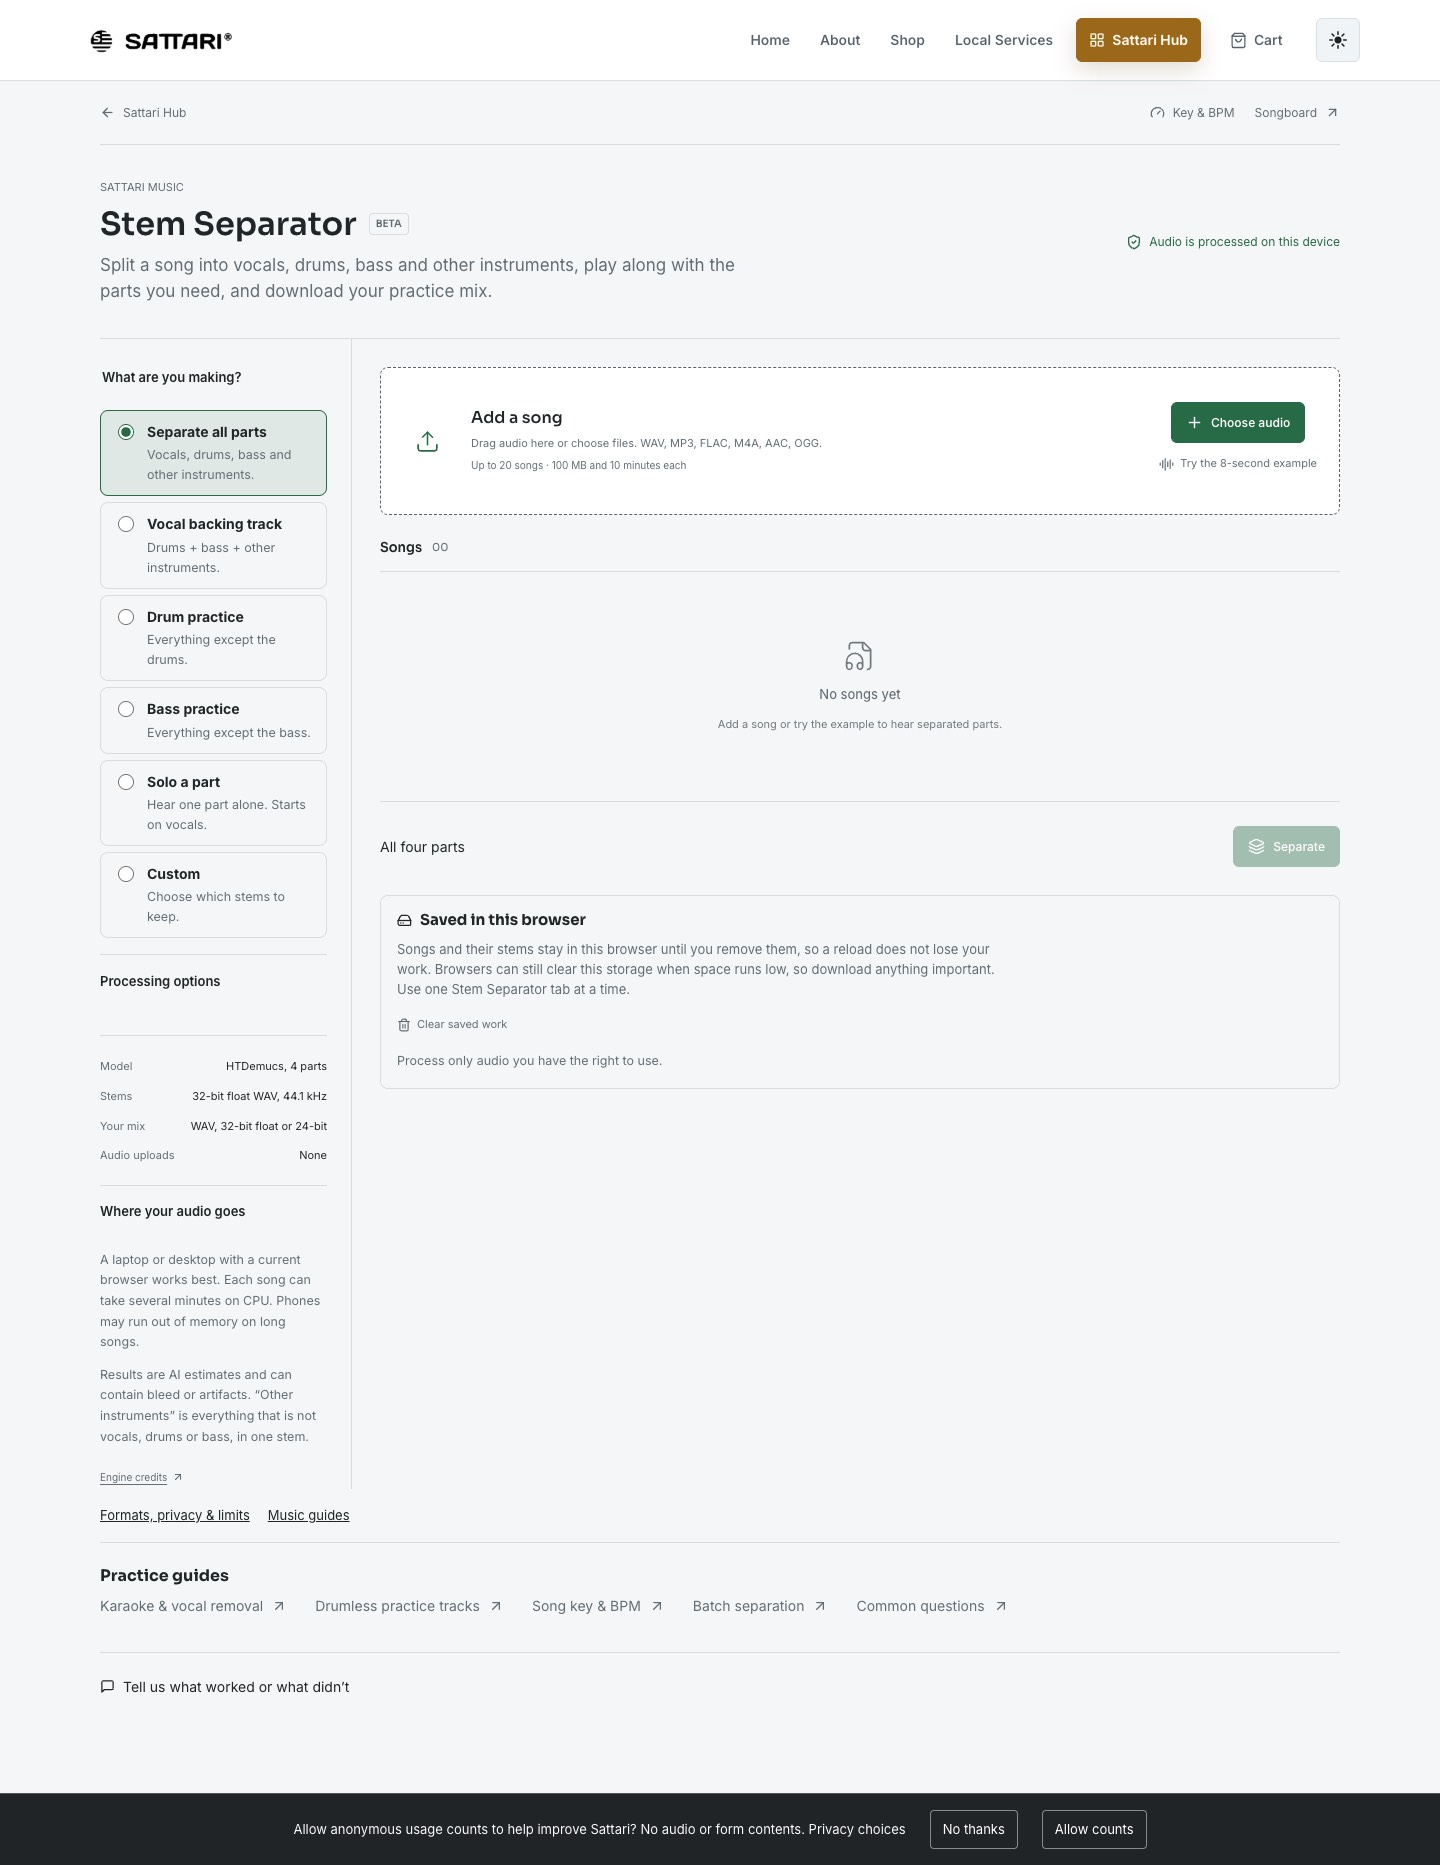 SATTARI®
Home
About
Shop
Local Services
Sattari Hub
Cart
Sattari Hub
Key & BPM
Songboard
SATTARI MUSIC
Stem Separator
BETA
Split a song into vocals, drums, bass and other instruments, play along with the
parts you need, and download your practice mix.
Audio is processed on this device
What are you making?
Separate all parts
Vocals, drums, bass and
other instruments.
Vocal backing track
Drums + bass + other
instruments.
Drum practice
Everything except the
drums.
Bass practice
Everything except the bass.
Solo a part
Hear one part alone. Starts
on vocals.
Custom
Choose which stems to
keep.
Processing options
Model
HTDemucs, 4 parts
Stems
32-bit float WAV, 44.1 kHz
Your mix
WAV, 32-bit float or 24-bit
Audio uploads
None
Where your audio goes
A laptop or desktop with a current
browser works best. Each song can
take several minutes on CPU. Phones
may run out of memory on long
songs.
Results are AI estimates and can
contain bleed or artifacts. “Other
instruments” is everything that is not
vocals, drums or bass, in one stem.
Engine credits
Add a song
Drag audio here or choose files. WAV, MP3, FLAC, M4A, AAC, OGG.
Up to 20 songs · 100 MB and 10 minutes each
Choose audio
Try the 8-second example
Songs 00
No songs yet
Add a song or try the example to hear separated parts.
All four parts
Separate
Saved in this browser
Songs and their stems stay in this browser until you remove them, so a reload does not lose your
work. Browsers can still clear this storage when space runs low, so download anything important.
Use one Stem Separator tab at a time.
Clear saved work
Process only audio you have the right to use.
Formats, privacy & limits
Music guides
Practice guides
Karaoke & vocal removal
Drumless practice tracks
Song key & BPM
Batch separation
Common questions
Tell us what worked or what didn’t
Allow anonymous usage counts to help improve Sattari? No audio or form contents. Privacy choices
No thanks
Allow counts